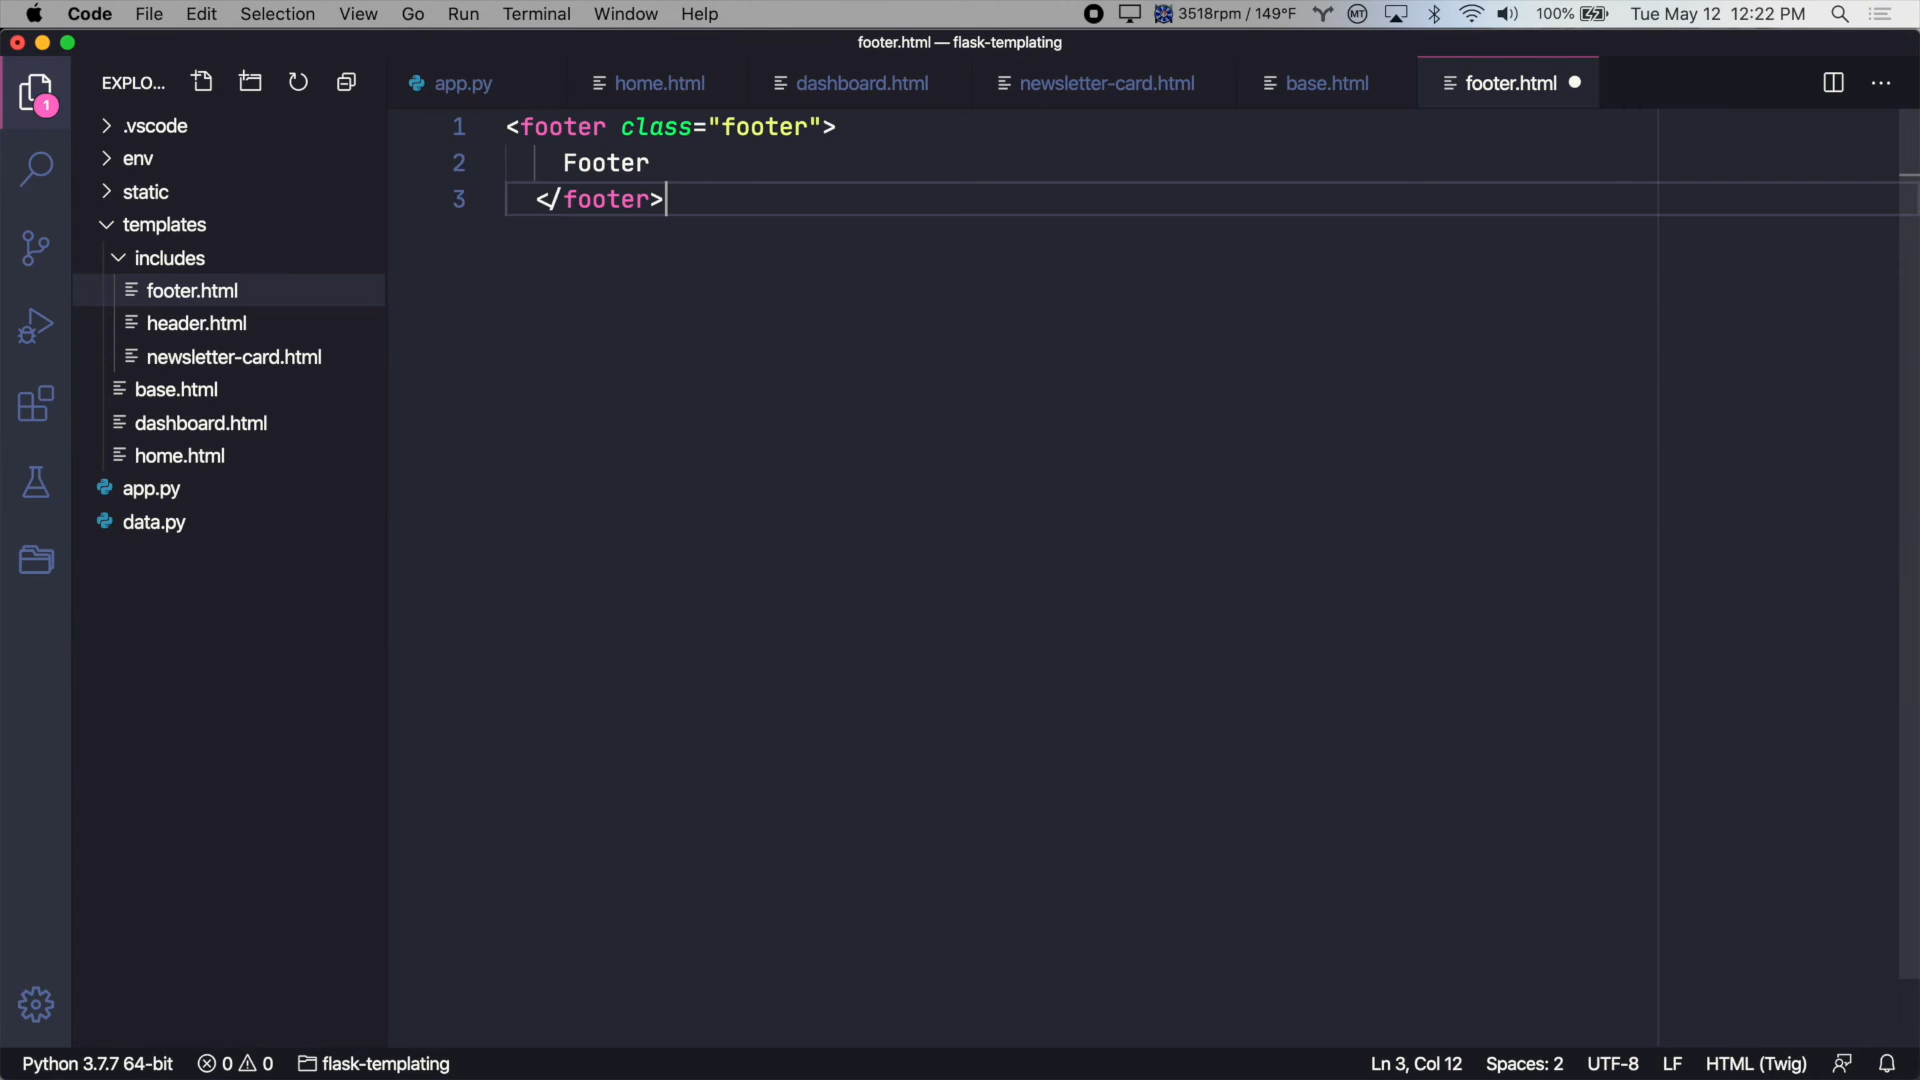 Code File Edit Selection View Go Run Terminal Window Help
3518rpm / 149°F MT 100% Tue May 12 12:22 PM
footer.html — flask-templating
EXPLO...
app.py home.html dashboard.html newsletter-card.html base.html footer.html
1
.vscode
env
static
templates
includes
footer.html
header.html
newsletter-card.html
base.html
dashboard.html
home.html
app.py
data.py
1 <footer class="footer">
2 Footer
3 </footer>
Python 3.7.7 64-bit 0 0 flask-templating Ln 3, Col 12 Spaces: 2 UTF-8 LF HTML (Twig)